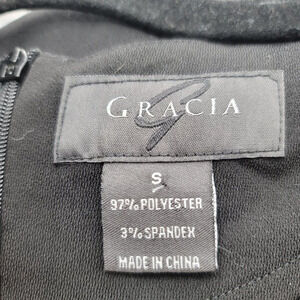 GRACIA
S
97% POLYESTER
3% SPANDEX
MADE IN CHINA